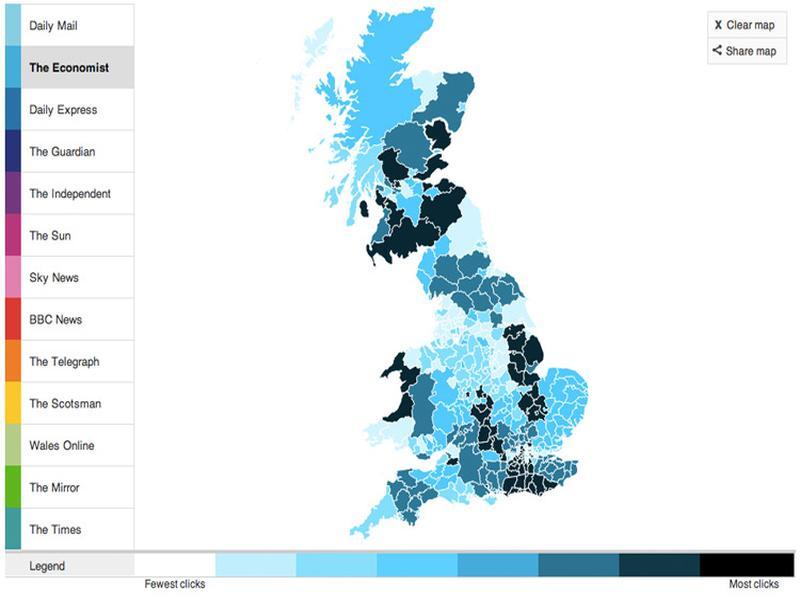 Daily Mail
The Economist
Daily Express
The Guardian
The Independent
The Sun
Sky News
BBC News
The Telegraph
The Scotsman
Wales Online
The Mirror
The Times
X Clear map
Share map
Legend
Fewest clicks
Most clicks